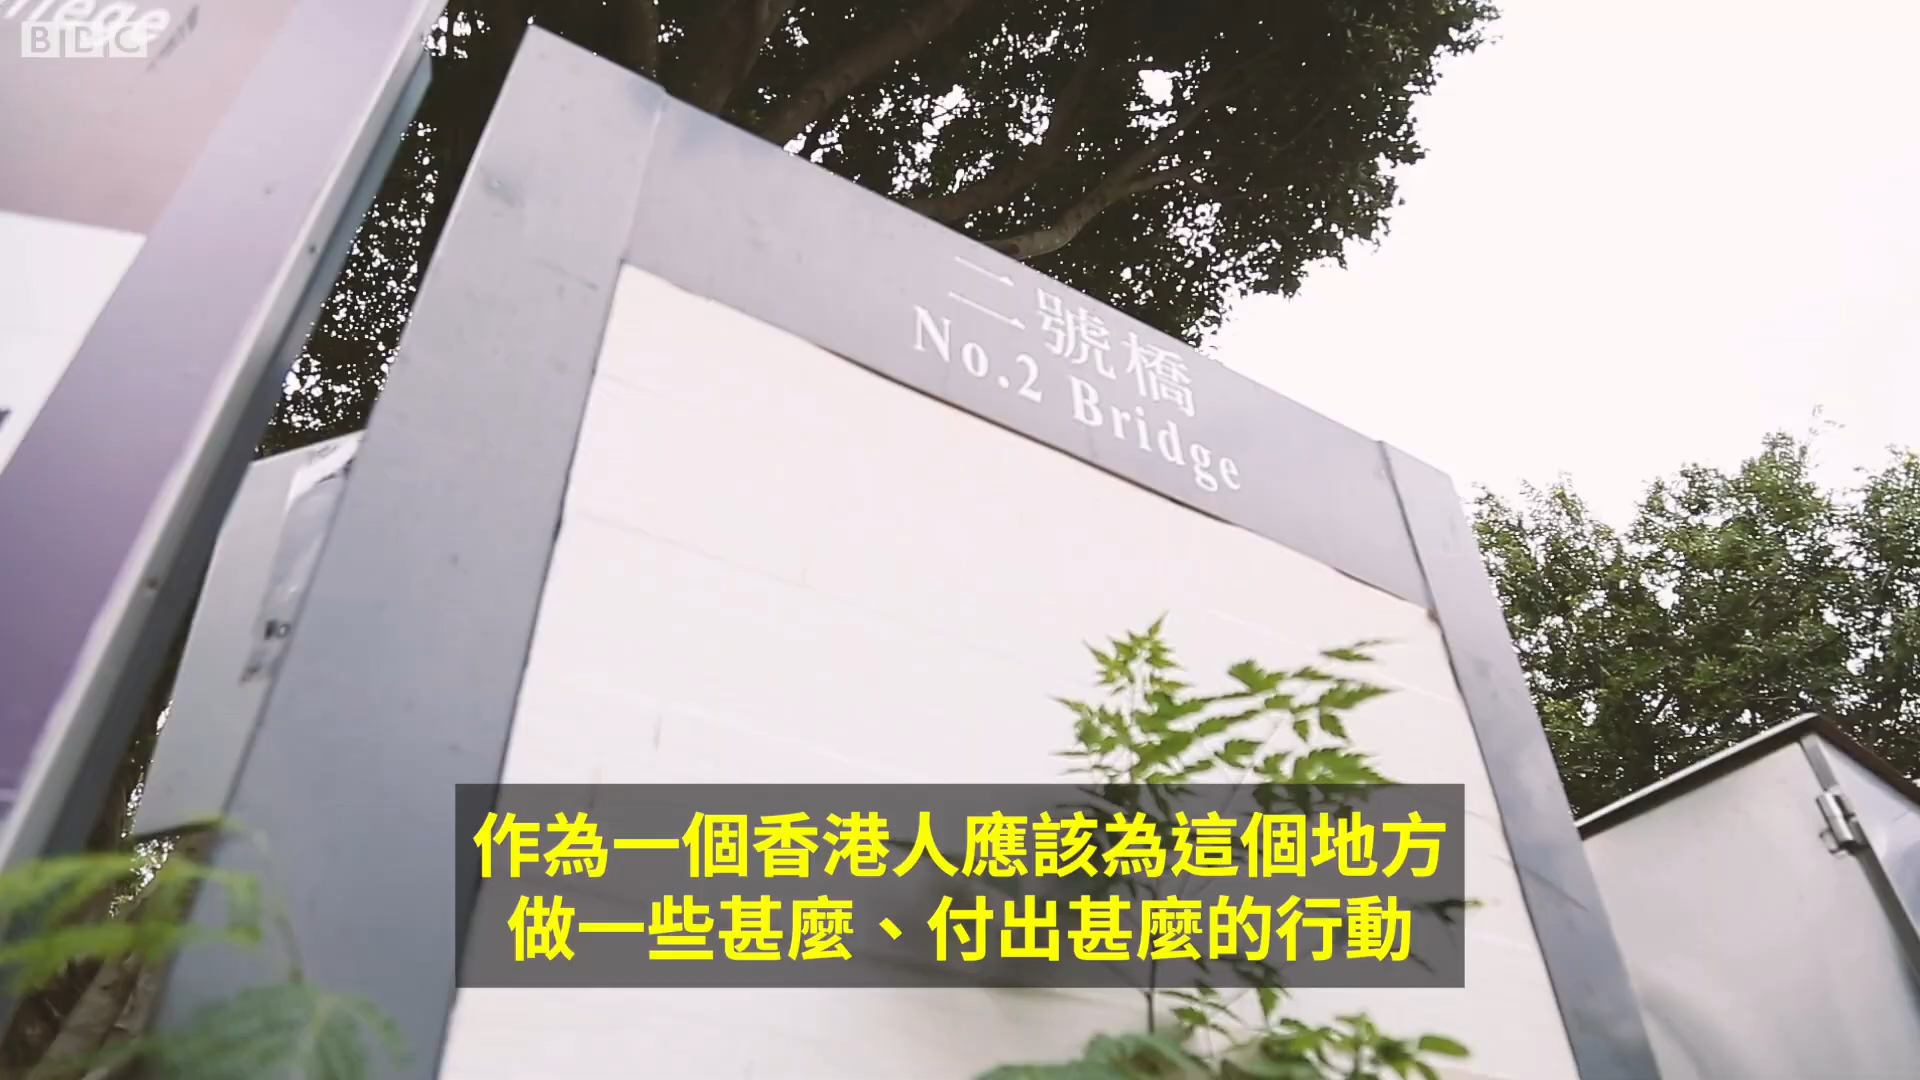 BBC
二號橋
No.2 Bridge
作為一個香港人應該為這個地方
做一些甚麼、付出甚麼的行動